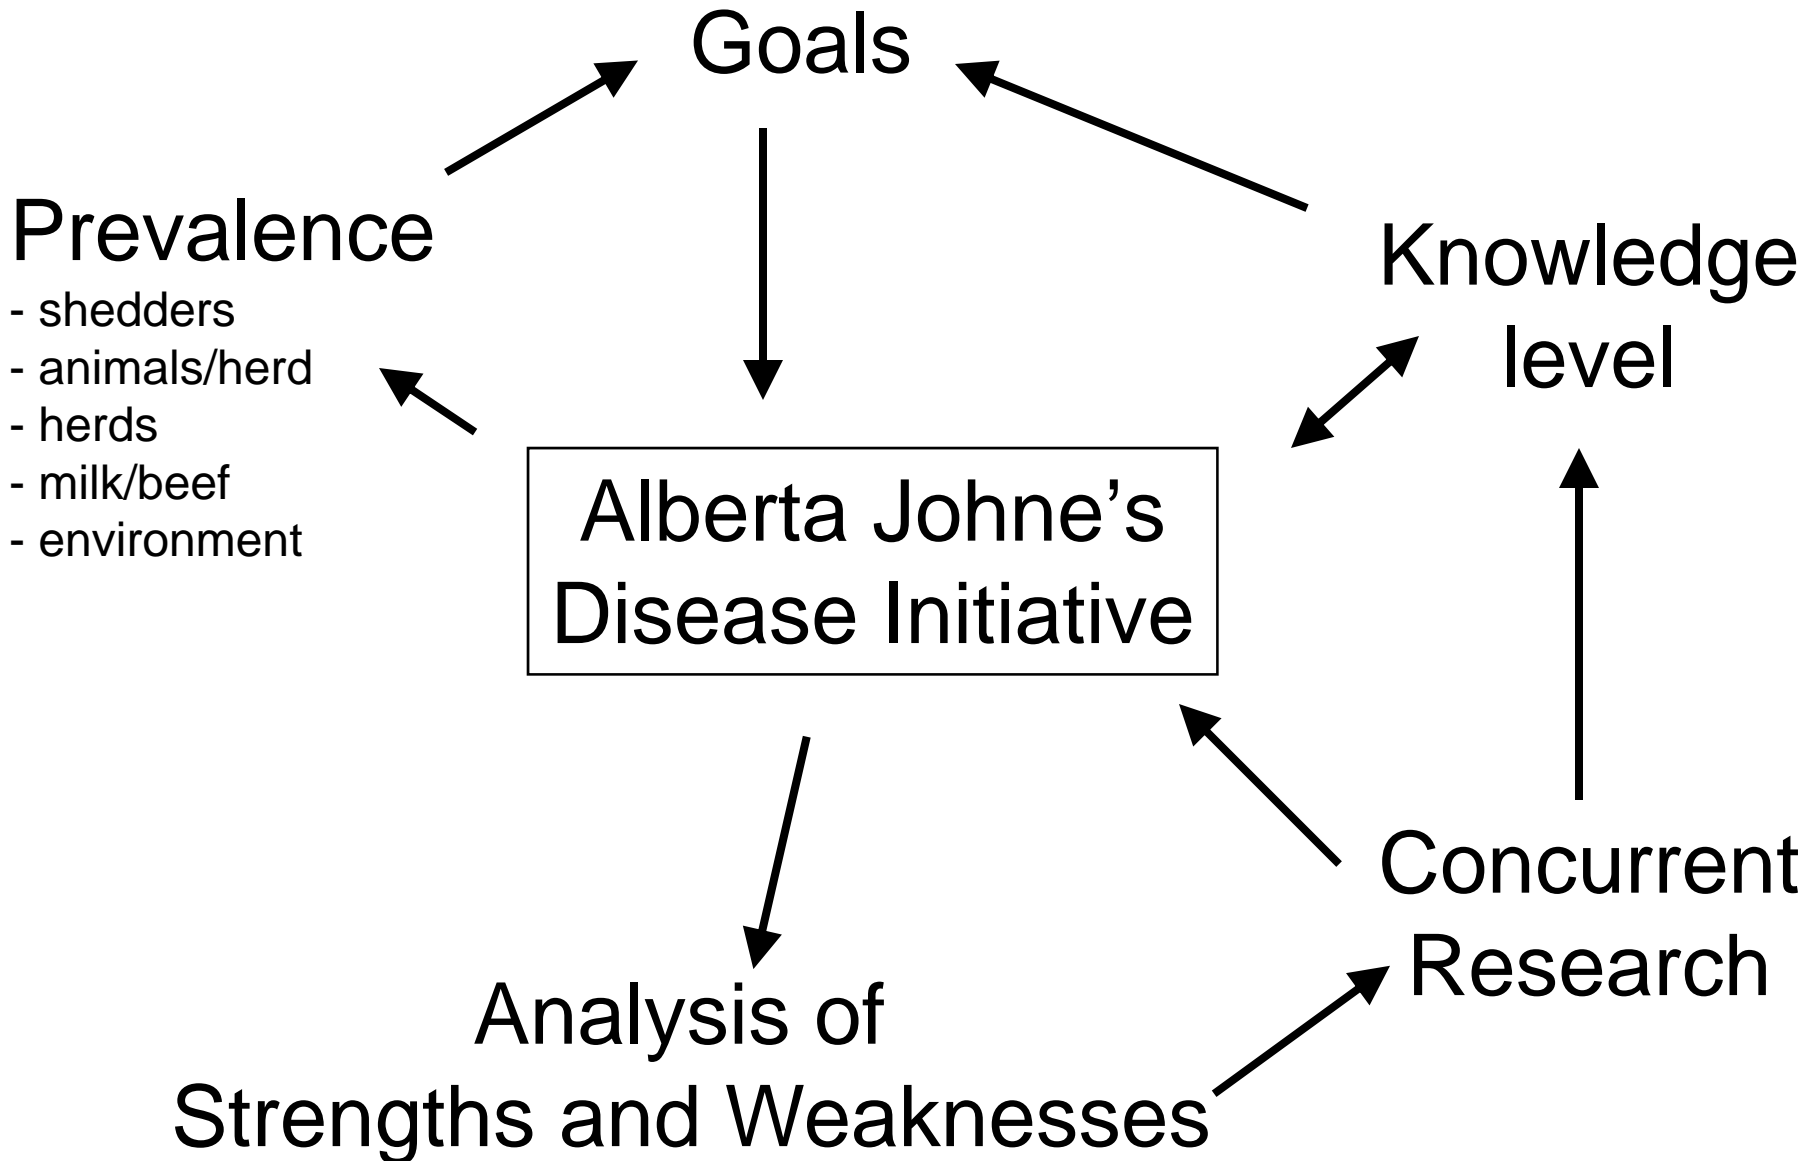 Goals
Prevalence
- shedders
- animals/herd
- herds
- milk/beef
- environment
Knowledge
level
Alberta Johne’s
Disease Initiative
Concurrent
Research
Analysis of
Strengths and Weaknesses